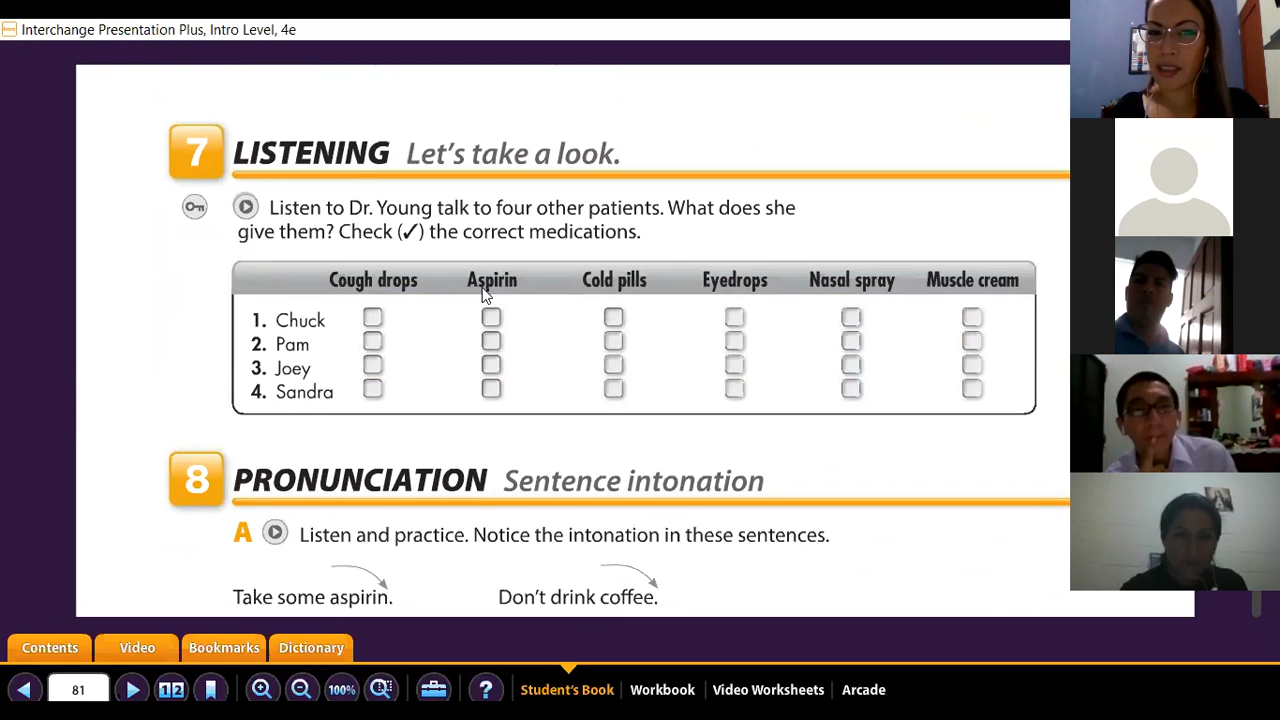 Interchange Presentation Plus, Intro Level, 4e
7 LISTENING Let's take a look.
Listen to Dr. Young talk to four other patients. What does she
give them? Check (✓) the correct medications.
Cough drops Aspirin Cold pills Eyedrops Nasal spray Muscle cream
1. Chuck
2. Pam
3. Joey
4. Sandra
8 PRONUNCIATION Sentence intonation
A Listen and practice. Notice the intonation in these sentences.
Take some aspirin. Don't drink coffee.
Contents Video Bookmarks Dictionary
81 1 2 100% ? Student's Book Workbook Video Worksheets Arcade